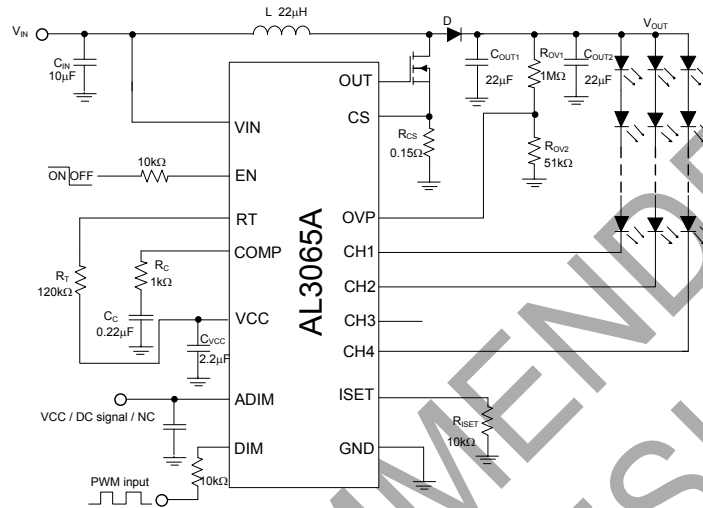 L 22µH
D
VIN
VOUT
CIN
10µF
COUT1
22µF
ROV1
1MΩ
COUT2
22µF
OUT
CS
VIN
RCS
0.15Ω
ROV2
51kΩ
ON OFF
10kΩ
EN
RT
OVP
COMP
CH1
RT
120kΩ
RC
1kΩ
AL3065A
CH2
CC
0.22µF
VCC
CVCC
2.2µF
CH3
CH4
ADIM
VCC / DC signal / NC
ISET
RISET
10kΩ
DIM
GND
10kΩ
PWM input